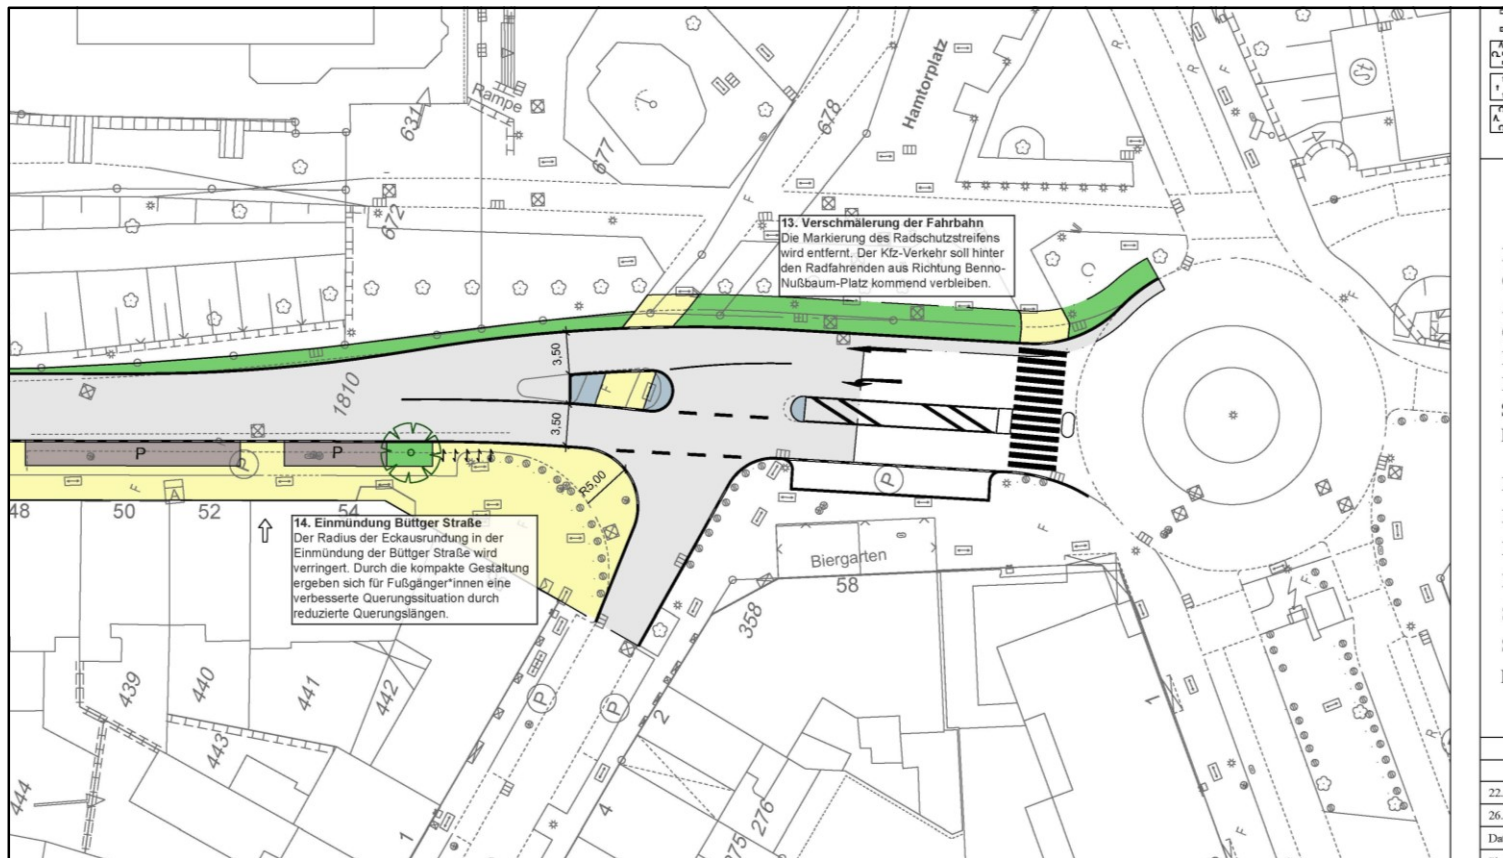 Rampe
631
677
678
Hamtorplatz
672
13. Verschmälerung der Fahrbahn
Die Markierung des Radschutzstreifens
wird entfernt. Der Kfz-Verkehr soll hinter
den Radfahrenden aus Richtung Benno-
Nußbaum-Platz kommend verbleiben.
1810
3,50
3,50
P
P
P
P
A
R5,00
48
50
52
54
14. Einmündung Büttger Straße
Der Radius der Eckausrundung in der
Einmündung der Büttger Straße wird
verringert. Durch die kompakte Gestaltung
ergeben sich für Fußgänger*innen eine
verbesserte Querungssituation durch
reduzierte Querungslängen.
Biergarten
58
358
439
440
441
442
443
444
P
P
2
1
1
4
276
22.
26.